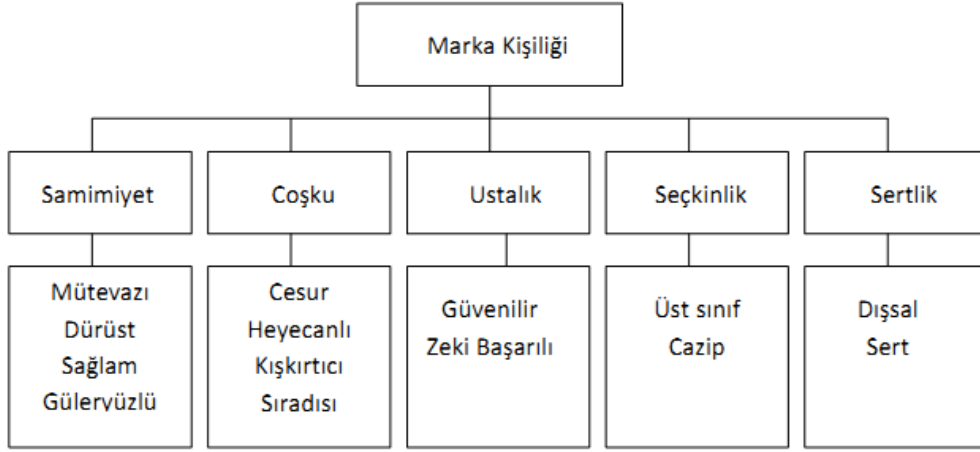 Marka Kişiliği
Samimiyet
Coşku
Ustalık
Seçkinlik
Sertlik
Mütevazı
Dürüst
Sağlam
Güleryüzlü
Cesur
Heyecanlı
Kışkırtıcı
Sıradısı
Güvenilir
Zeki Başarılı
Üst sınıf
Cazip
Dışsal
Sert